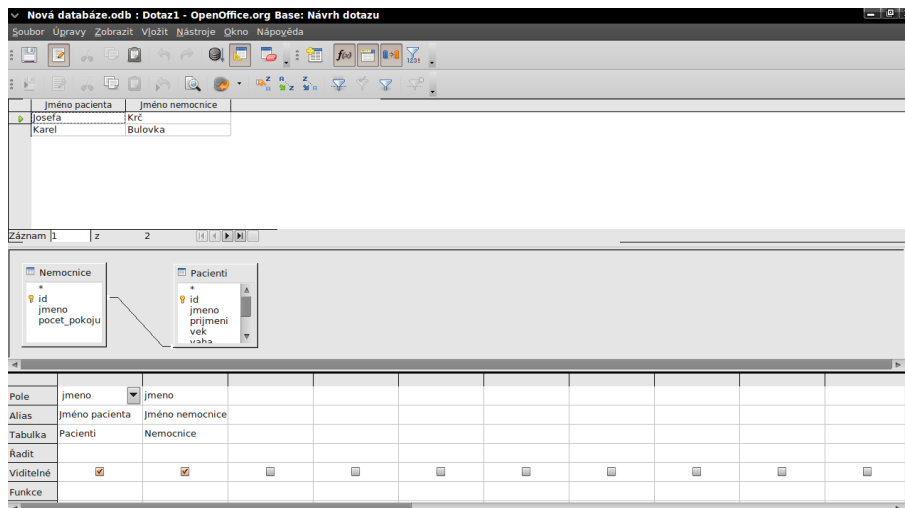 Nová databáze.odb : Dotaz1 - OpenOffice.org Base: Návrh dotazu
Soubor Úpravy Zobrazit Vložit Nástroje Okno Nápověda
Jméno pacienta Jméno nemocnice
Josefa Krč
Karel Bulovka
Záznam 1 z 2
Nemocnice
*
id
jmeno
pocet_pokoju
Pacienti
*
id
jmeno
prijmeni
vek
vaha
Pole jmeno jmeno
Alias Jméno pacienta Jméno nemocnice
Tabulka Pacienti Nemocnice
Řadit
Viditelné
Funkce